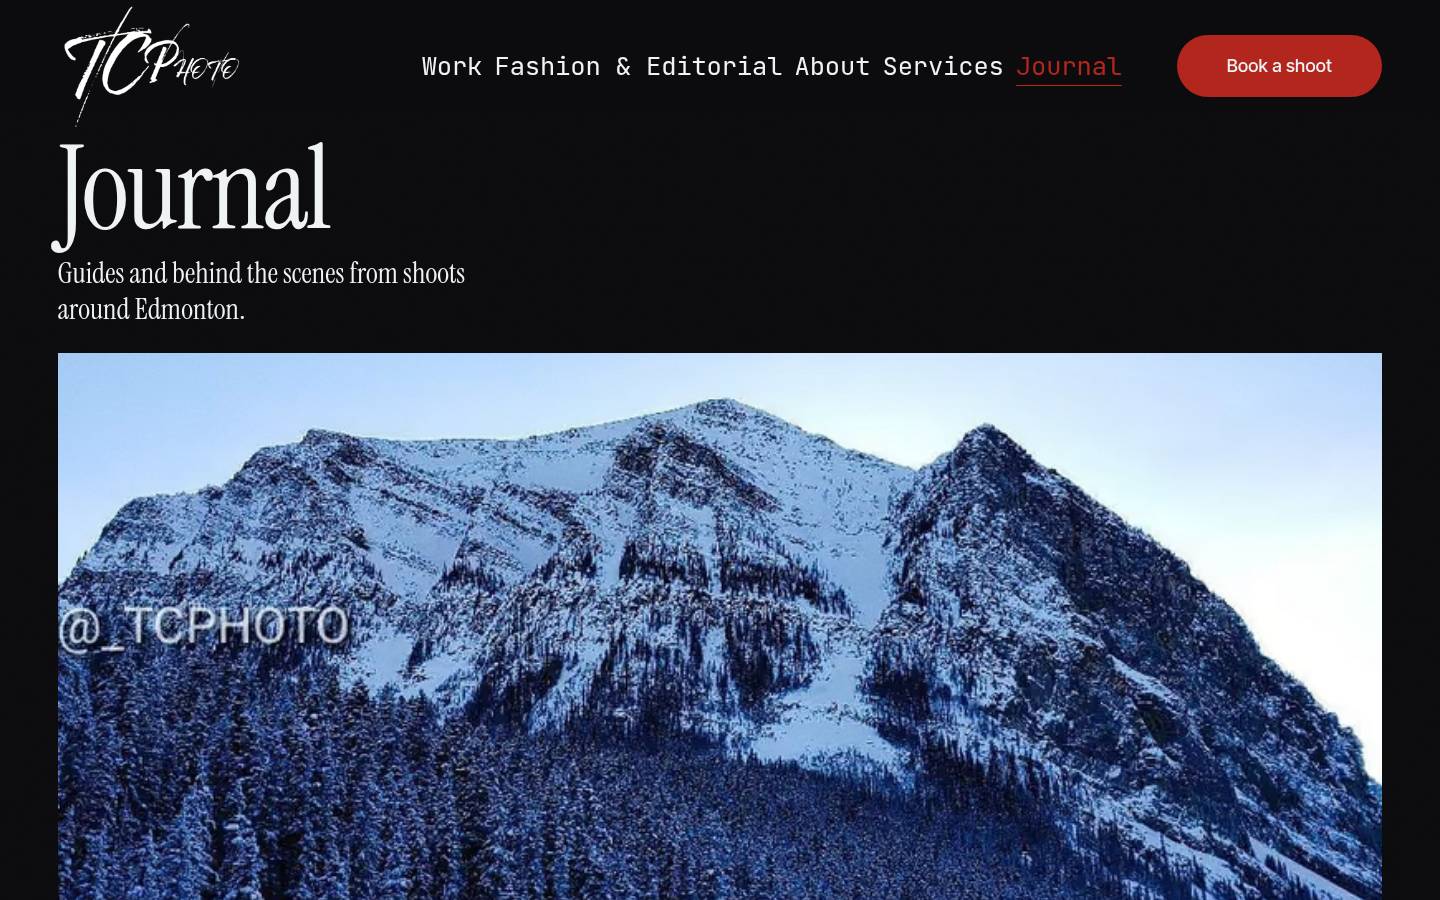 TCPHOTO
Work Fashion & Editorial About Services Journal
Book a shoot
Journal
Guides and behind the scenes from shoots
around Edmonton.
@_TCPHOTO